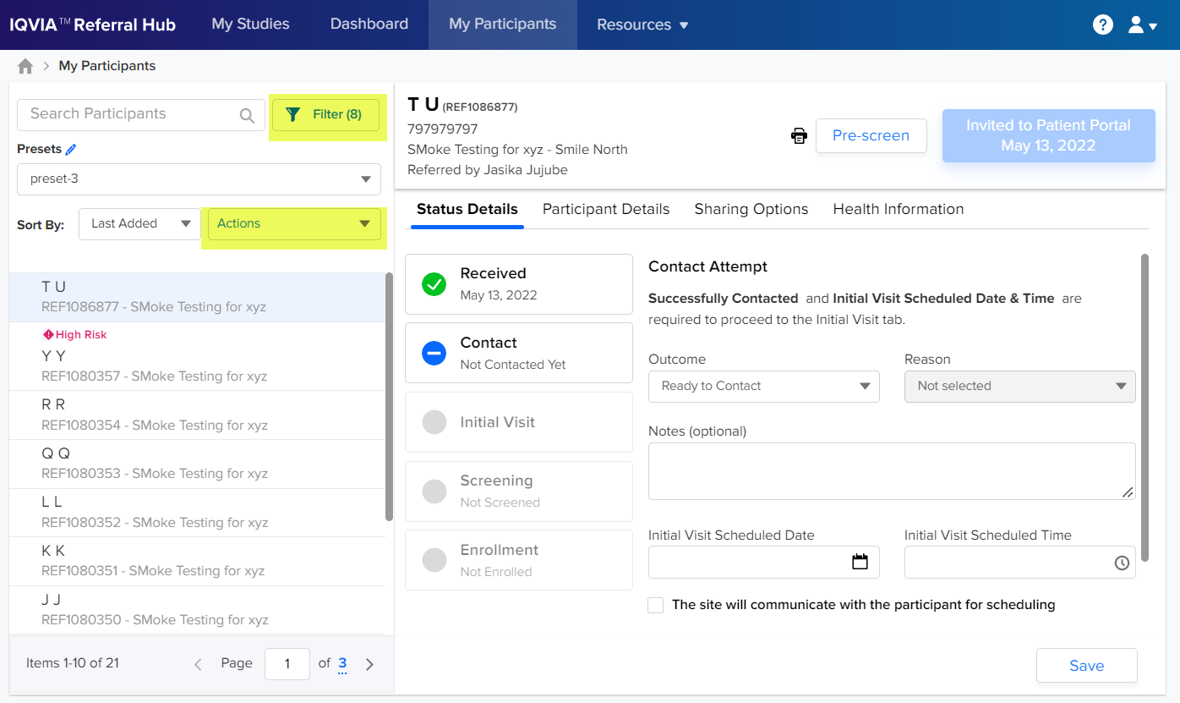 IQVIA™ Referral Hub
My Studies
Dashboard
My Participants
Resources
?
My Participants
Search Participants
Filter (8)
Presets
preset-3
Sort By:
Last Added
Actions
T U
REF1086877 - SMoke Testing for xyz
High Risk
Y Y
REF1080357 - SMoke Testing for xyz
R R
REF1080354 - SMoke Testing for xyz
Q Q
REF1080353 - SMoke Testing for xyz
L L
REF1080352 - SMoke Testing for xyz
K K
REF1080351 - SMoke Testing for xyz
J J
REF1080350 - SMoke Testing for xyz
Items 1-10 of 21
Page 1 of 3
T U (REF1086877)
797979797
SMoke Testing for xyz - Smile North
Referred by Jasika Jujube
Pre-screen
Invited to Patient Portal
May 13, 2022
Status Details
Participant Details
Sharing Options
Health Information
Received
May 13, 2022
Contact
Not Contacted Yet
Initial Visit
Screening
Not Screened
Enrollment
Not Enrolled
Contact Attempt
Successfully Contacted and Initial Visit Scheduled Date & Time are
required to proceed to the Initial Visit tab.
Outcome
Ready to Contact
Reason
Not selected
Notes (optional)
Initial Visit Scheduled Date
Initial Visit Scheduled Time
The site will communicate with the participant for scheduling
Save